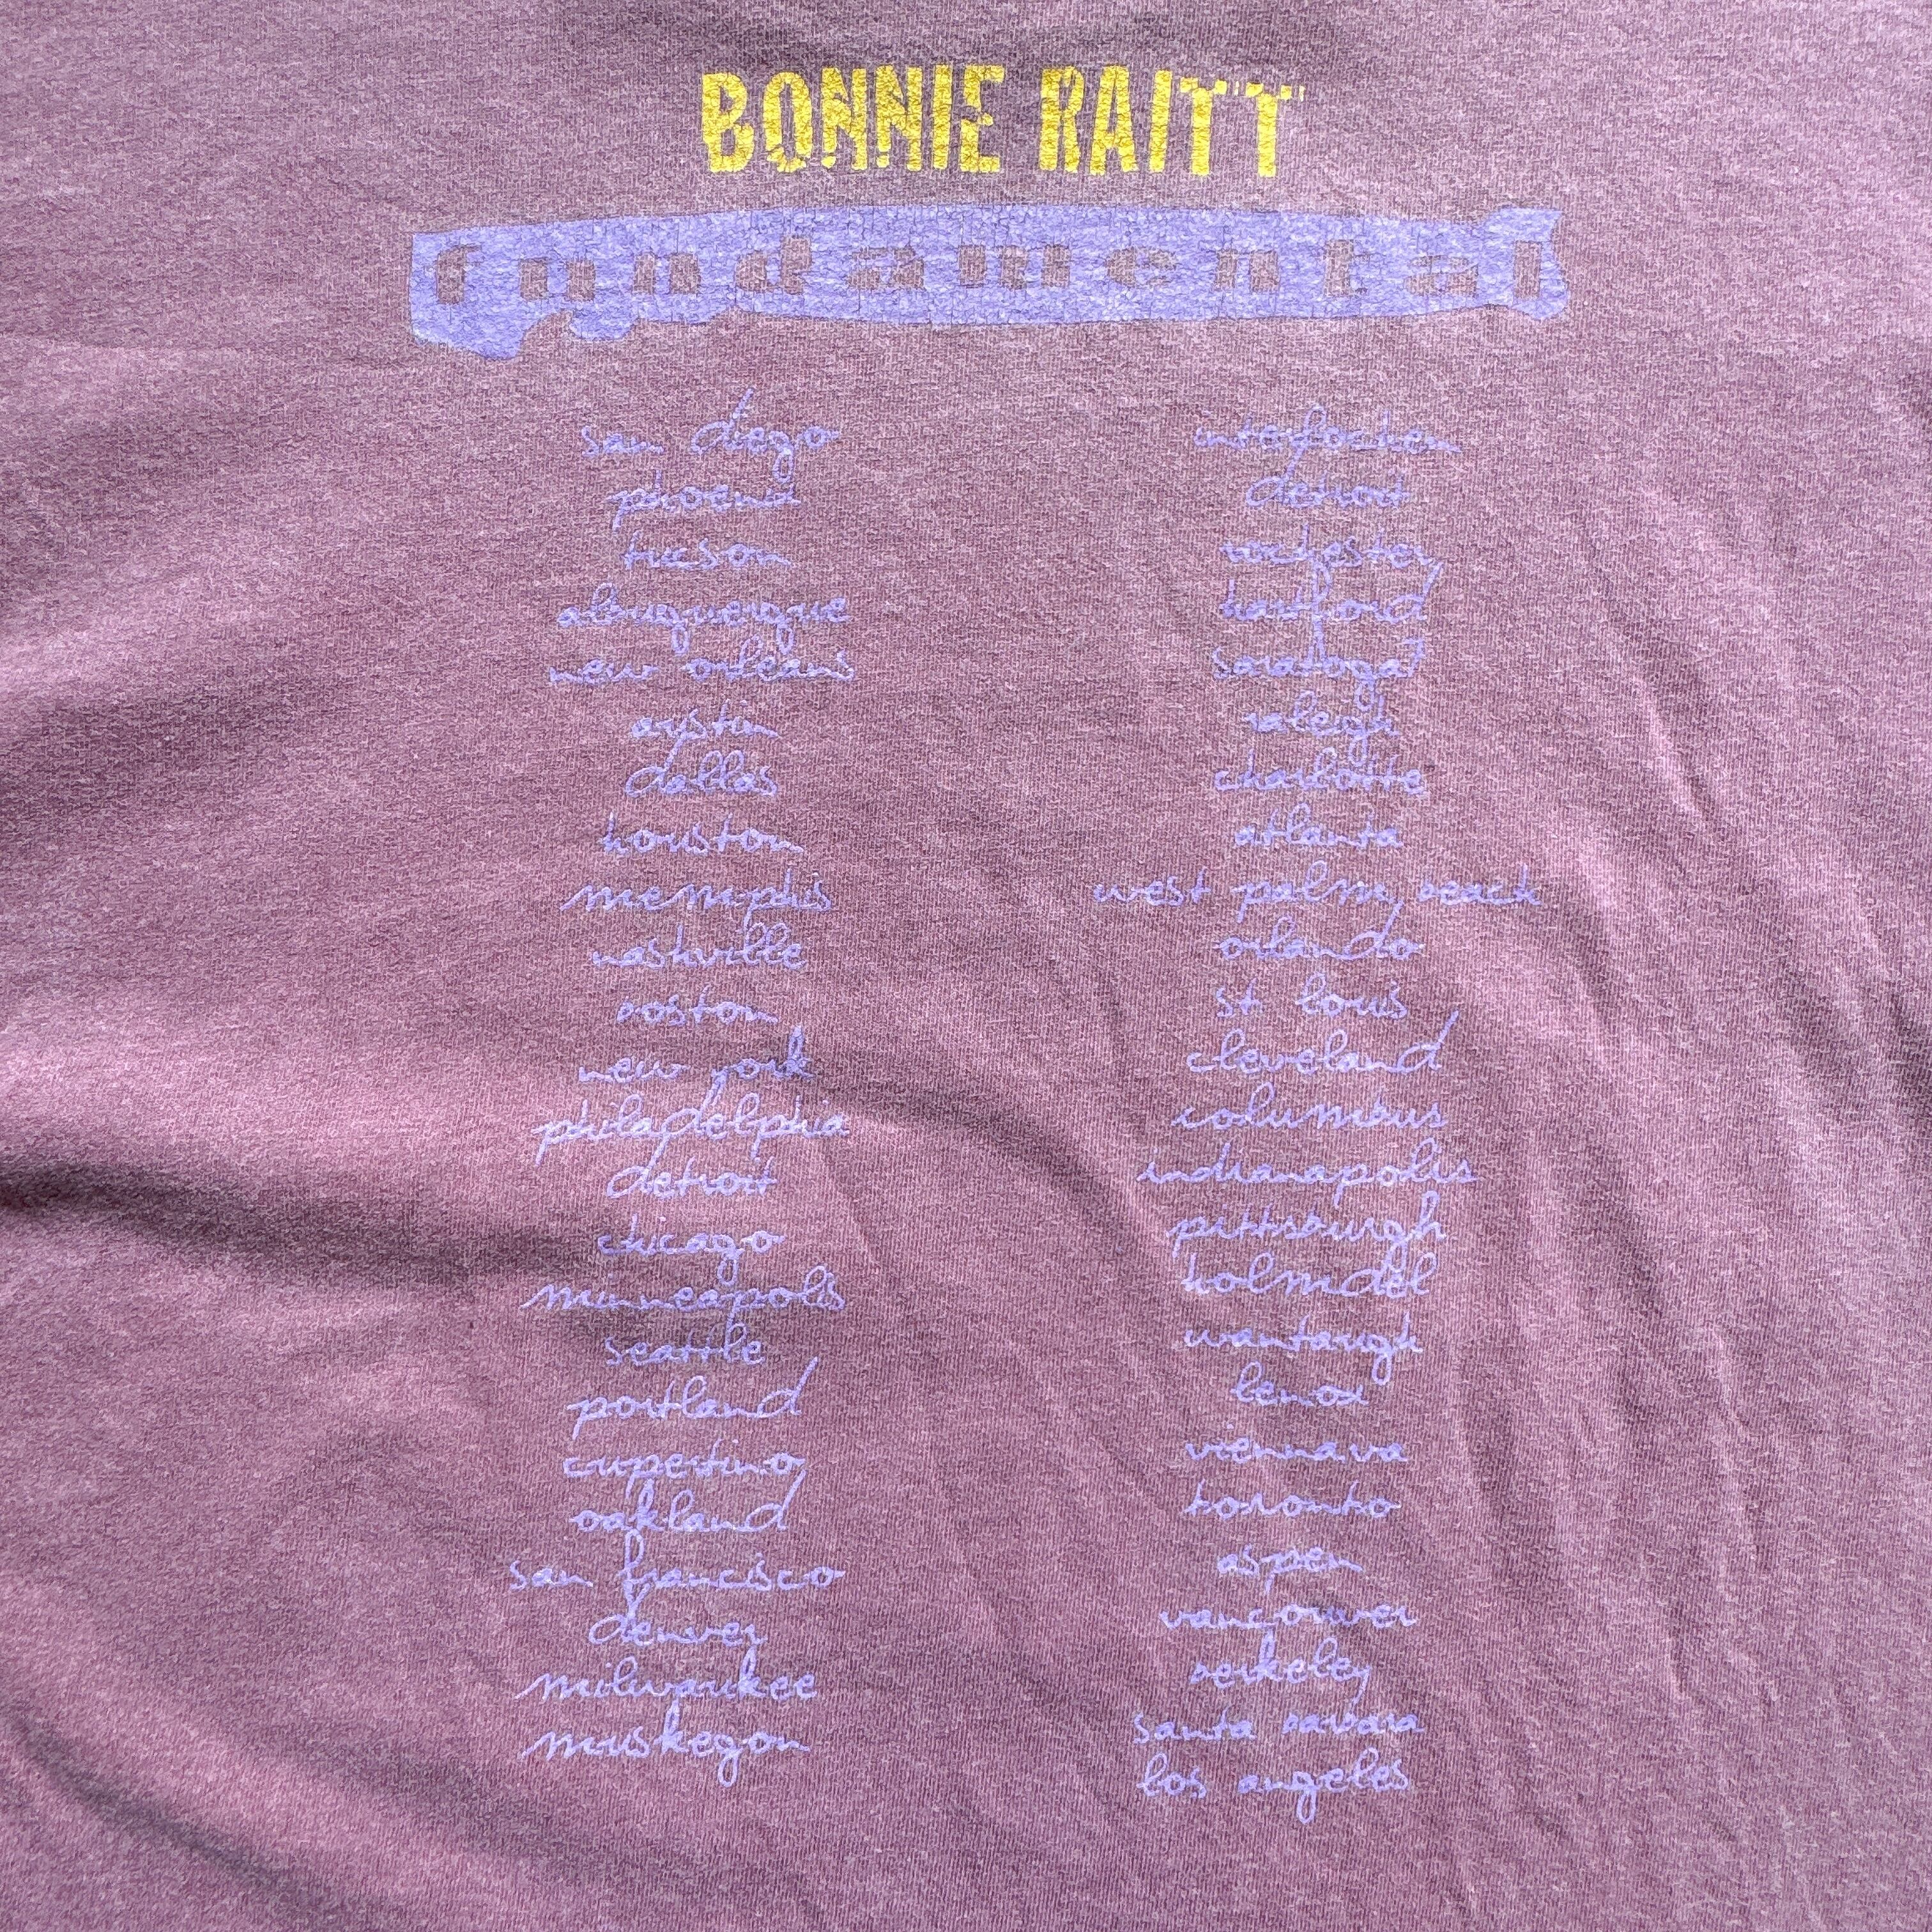 BONNIE RAITT
fundamental
san diego
phoenix
tucson
albuquerque
new orleans
austin
dallas
houston
memphis
nashville
boston
new york
philadelphia
detroit
chicago
minneapolis
seattle
portland
cupertino
oakland
san francisco
denver
milwaukee
muskegon
interlochen
detroit
rochester
hartford
saratoga
raleigh
charlotte
atlanta
west palm beach
orlando
st louis
cleveland
columbus
indianapolis
pittsburgh
holmdel
wantaugh
lenox
vienna va
toronto
aspen
vancouver
berkeley
santa barbara
los angeles